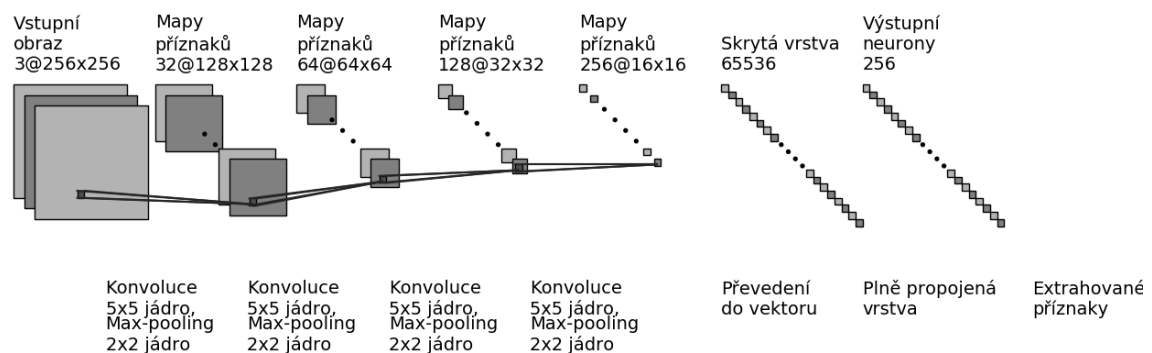 Vstupní
obraz
3@256x256
Mapy
příznaků
32@128x128
Mapy
příznaků
64@64x64
Mapy
příznaků
128@32x32
Mapy
příznaků
256@16x16
Skrytá vrstva
65536
Výstupní
neurony
256
Konvoluce
5x5 jádro,
Max-pooling
2x2 jádro
Konvoluce
5x5 jádro,
Max-pooling
2x2 jádro
Konvoluce
5x5 jádro,
Max-pooling
2x2 jádro
Konvoluce
5x5 jádro,
Max-pooling
2x2 jádro
Převedení
do vektoru
Plně propojená
vrstva
Extrahované
příznaky